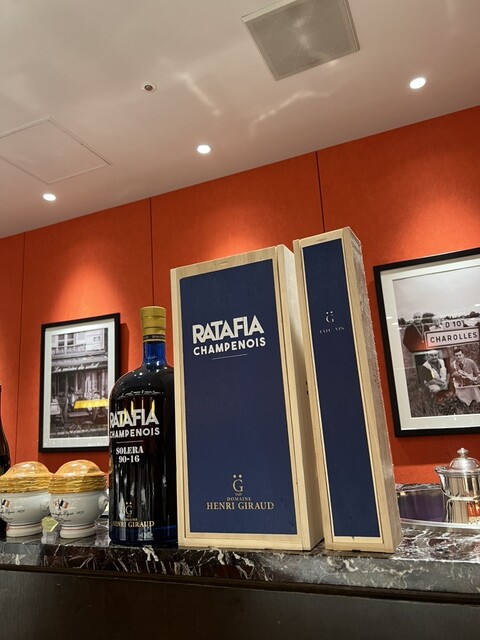 RATAFIA
CHAMPENOIS
SOLERA
90-16
HENRI GIRAUD
RATAFIA
CHAMPENOIS
G
DOMAINE
HENRI GIRAUD
G
D 10
CHAROLLES